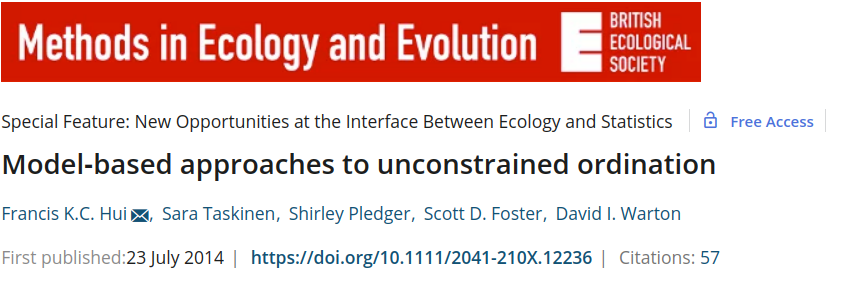 Methods in Ecology and Evolution
BRITISH
ECOLOGICAL
SOCIETY
Special Feature: New Opportunities at the Interface Between Ecology and Statistics | Free Access |
Model-based approaches to unconstrained ordination
Francis K.C. Hui, Sara Taskinen, Shirley Pledger, Scott D. Foster, David I. Warton
First published:23 July 2014 | https://doi.org/10.1111/2041-210X.12236 | Citations: 57